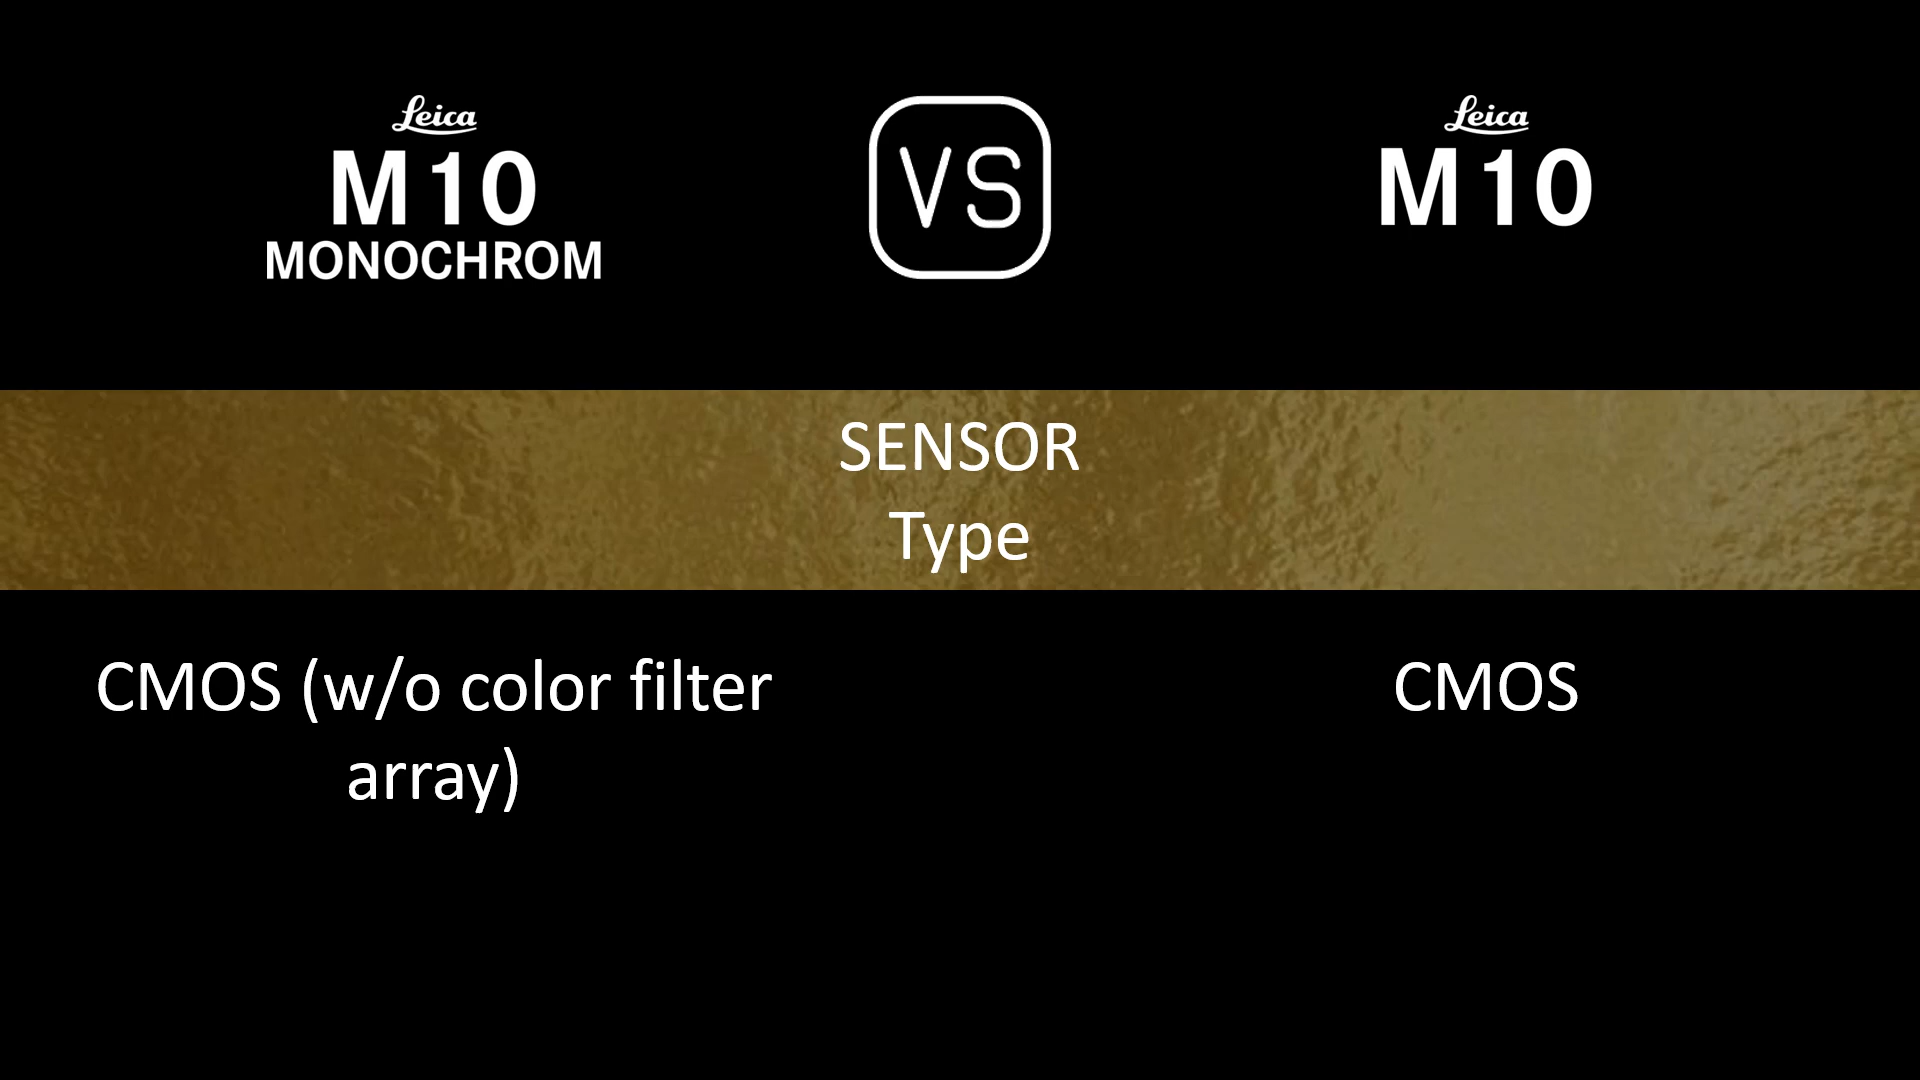 Leica
M10
MONOCHROM
VS
Leica
M10
SENSOR
Type
CMOS (w/o color filter
array)
CMOS